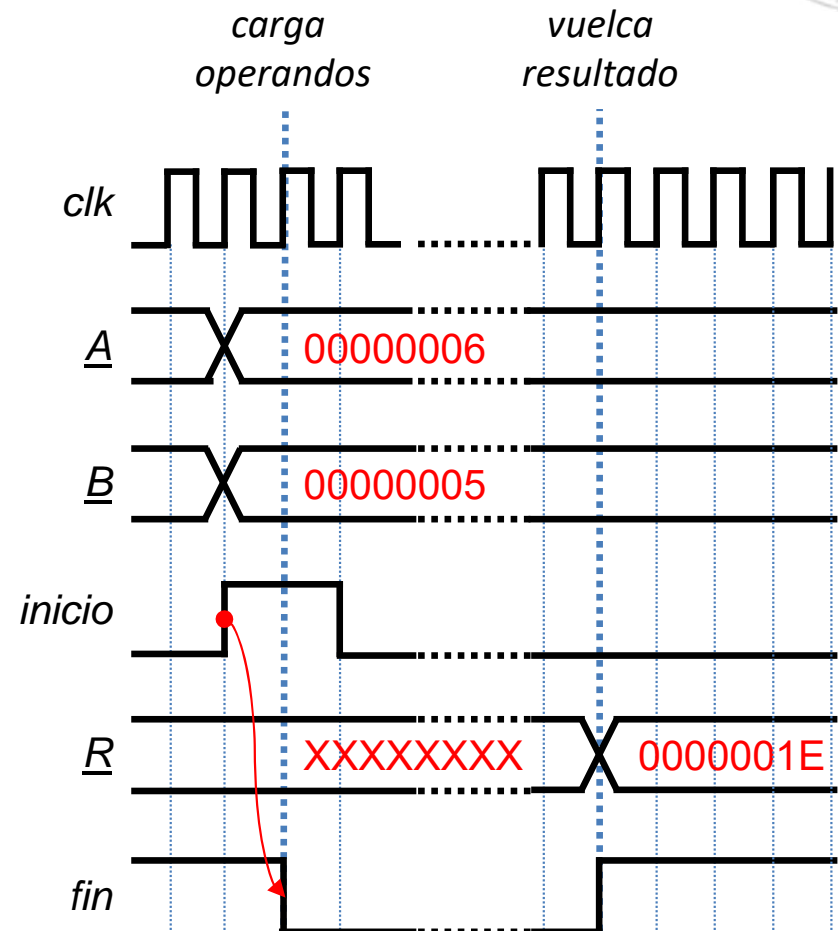 carga
operandos
vuelca
resultado
clk
A
00000006
B
00000005
inicio
R
XXXXXXXX
0000001E
fin